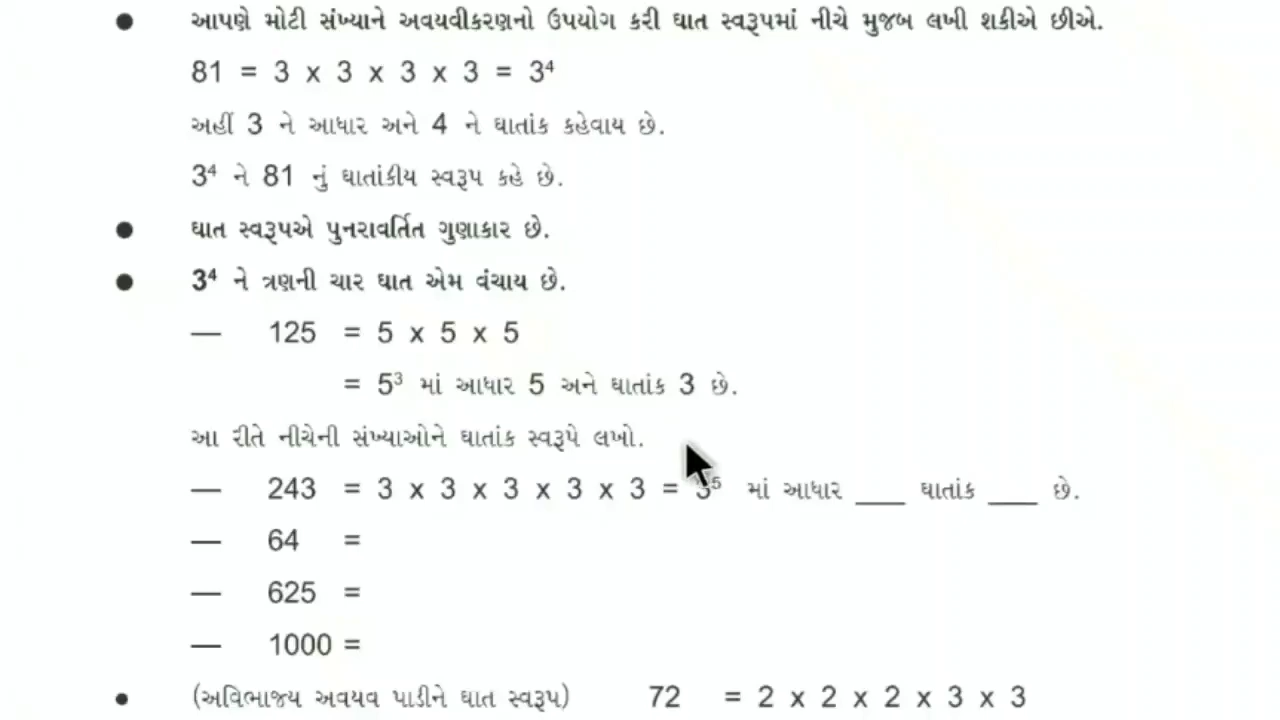 ● આપણે મોટી સંખ્યાને અવયવીકરણનો ઉપયોગ કરી ઘાત સ્વરૂપમાં નીચે મુજબ લખી શકીએ છીએ.
81 = 3 x 3 x 3 x 3 = 3⁴
અહીં 3 ને આધાર અને 4 ને ઘાતાંક કહેવાય છે.
3⁴ ને 81 નું ઘાતાંકીય સ્વરૂપ કહે છે.
● ઘાત સ્વરૂપએ પુનરાવર્તિત ગુણાકાર છે.
● 3⁴ ને ત્રણની ચાર ઘાત એમ વંચાય છે.
— 125 = 5 x 5 x 5
= 5³ માં આધાર 5 અને ઘાતાંક 3 છે.
આ રીતે નીચેની સંખ્યાઓને ઘાતાંક સ્વરૂપે લખો.
— 243 = 3 x 3 x 3 x 3 x 3 = 3⁵ માં આધાર ___ ઘાતાંક ___ છે.
— 64 =
— 625 =
— 1000 =
● (અવિભાજ્ય અવયવ પાડીને ઘાત સ્વરૂપ) 72 = 2 x 2 x 2 x 3 x 3